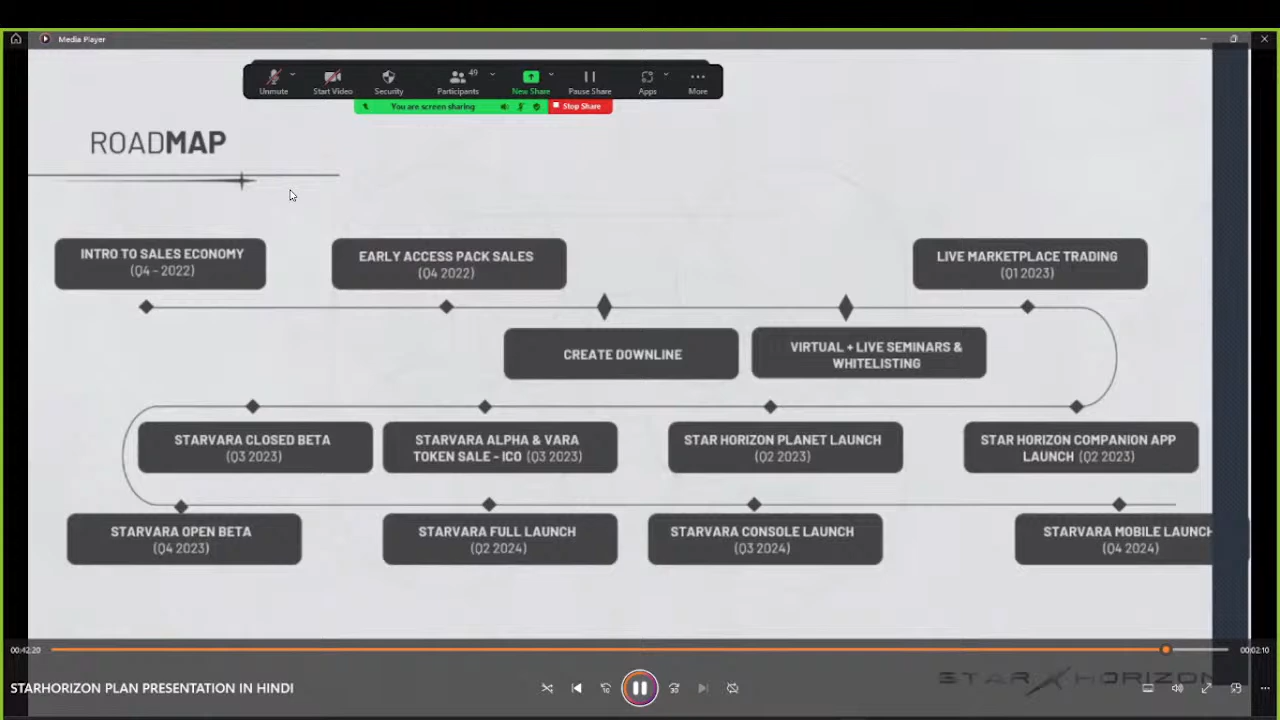 Media Player
49
Unmute
Start Video
Security
Participants
New Share
Pause Share
Apps
More
You are screen sharing
Stop Share
ROADMAP
INTRO TO SALES ECONOMY
(Q4 - 2022)
EARLY ACCESS PACK SALES
(Q4 2022)
LIVE MARKETPLACE TRADING
(Q1 2023)
CREATE DOWNLINE
VIRTUAL + LIVE SEMINARS &
WHITELISTING
STARVARA CLOSED BETA
(Q3 2023)
STARVARA ALPHA & VARA
TOKEN SALE - ICO (Q3 2023)
STAR HORIZON PLANET LAUNCH
(Q2 2023)
STAR HORIZON COMPANION APP
LAUNCH (Q2 2023)
STARVARA OPEN BETA
(Q4 2023)
STARVARA FULL LAUNCH
(Q2 2024)
STARVARA CONSOLE LAUNCH
(Q3 2024)
STARVARA MOBILE LAUNCH
(Q4 2024)
00:42:20
00:02:10
STARHORIZON PLAN PRESENTATION IN HINDI
STAR HORIZON